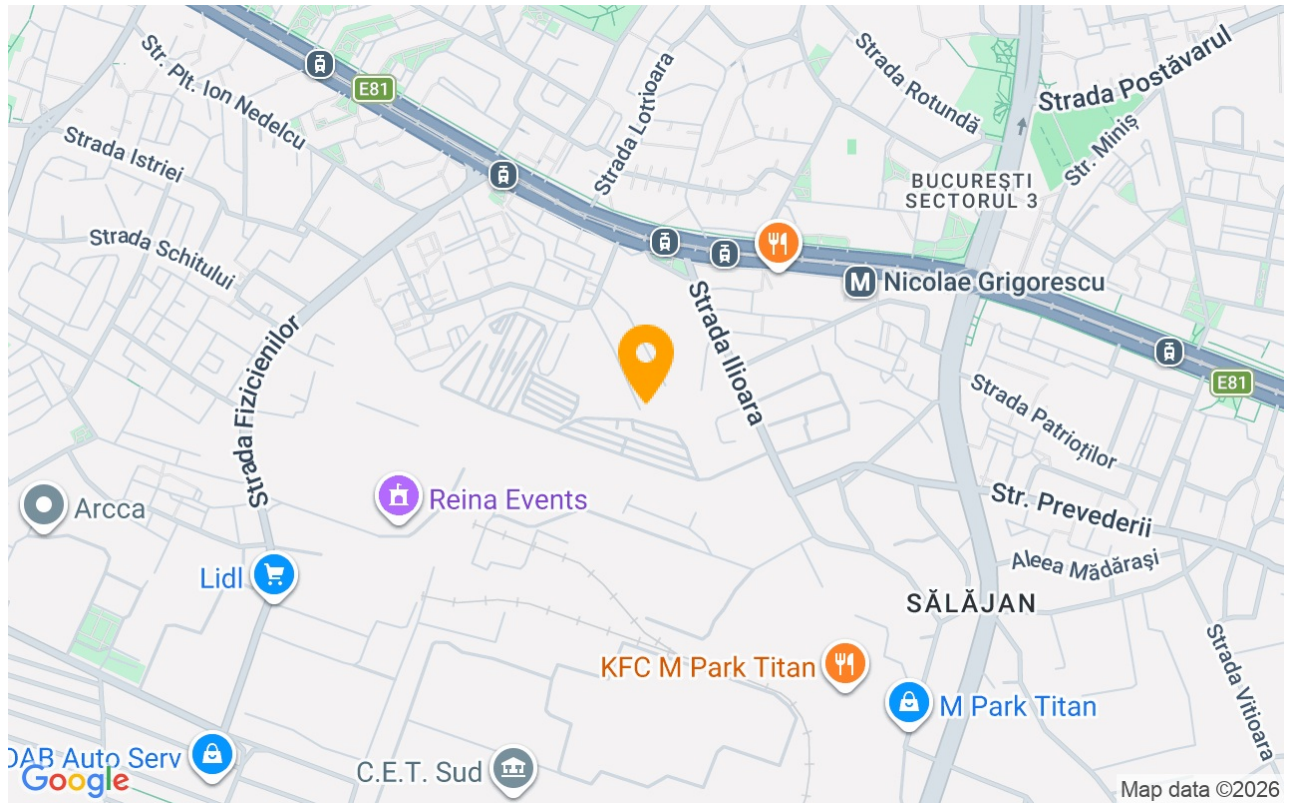 Str. Plt. Ion Nedelcu
E81
Strada Lotrioara
Strada Rotundă
Strada Postăvarul
Str. Miniș
Strada Istriei
BUCUREȘTI
SECTORUL 3
Strada Schitului
Nicolae Grigorescu
M
Strada Ilioara
Strada Fizicienilor
E81
Strada Patrioților
Arcca
Reina Events
Str. Prevederii
Aleea Mădărași
Lidl
SĂLĂJAN
KFC M Park Titan
Strada Vitioara
M Park Titan
OAB Auto Serv
C.E.T. Sud
Google
Map data ©2026